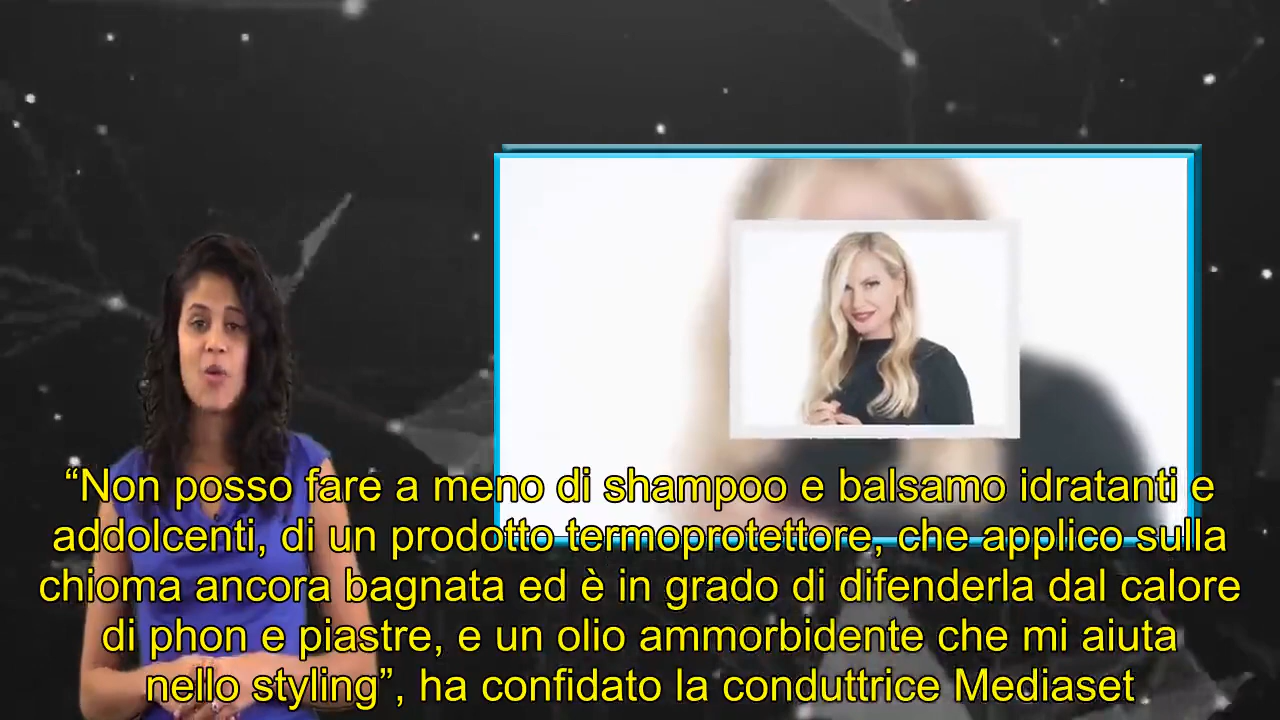 “Non posso fare a meno di shampoo e balsamo idratanti e
addolcenti, di un prodotto termoprotettore, che applico sulla
chioma ancora bagnata ed è in grado di difenderla dal calore
di phon e piastre, e un olio ammorbidente che mi aiuta
nello styling”, ha confidato la conduttrice Mediaset